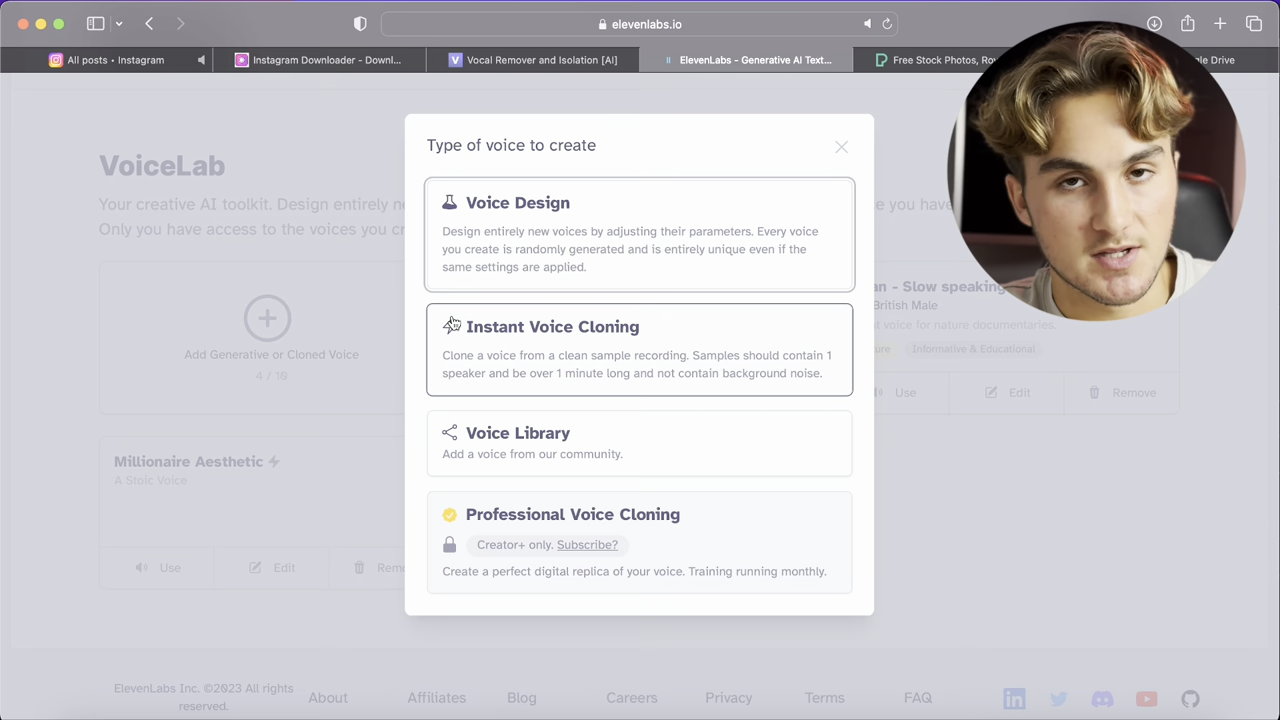 elevenlabs.io
All posts • Instagram
Instagram Downloader - Downl...
Vocal Remover and Isolation [AI]
ElevenLabs - Generative AI Text...
Free Stock Photos, Ro
gle Drive
Type of voice to create
VoiceLab
Your creative AI toolkit. Design entirely ne
e you have
Only you have access to the voices you cr
Voice Design
Design entirely new voices by adjusting their parameters. Every voice
you create is randomly generated and is entirely unique even if the
same settings are applied.
Add Generative or Cloned Voice
4 / 10
Instant Voice Cloning
Clone a voice from a clean sample recording. Samples should contain 1
speaker and be over 1 minute long and not contain background noise.
an - Slow speaking
British Male
t voice for nature documentaries.
ure
Informative & Educational
Use
Edit
Remove
Voice Library
Add a voice from our community.
Millionaire Aesthetic
A Stoic Voice
Use
Edit
Rem
Professional Voice Cloning
Creator+ only. Subscribe?
Create a perfect digital replica of your voice. Training running monthly.
ElevenLabs Inc. ©2023 All rights
reserved.
About
Affiliates
Blog
Careers
Privacy
Terms
FAQ